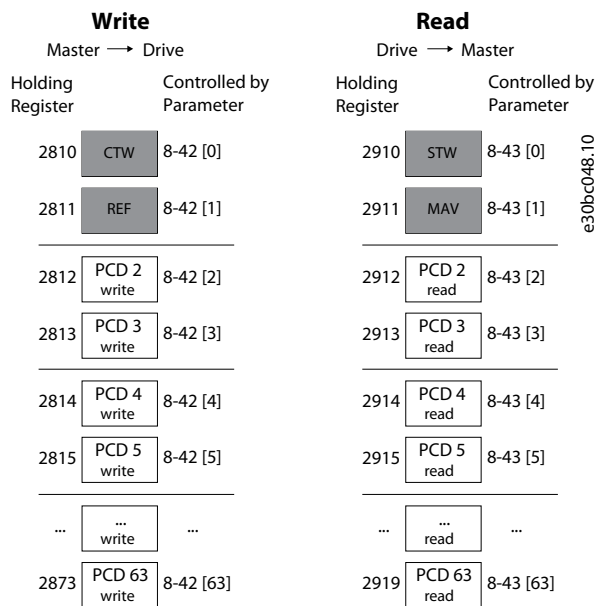 Write
Master → Drive
Holding Register
Controlled by Parameter
2810 CTW 8-42 [0]
2811 REF 8-42 [1]
2812 PCD 2 write 8-42 [2]
2813 PCD 3 write 8-42 [3]
2814 PCD 4 write 8-42 [4]
2815 PCD 5 write 8-42 [5]
... ... write ...
2873 PCD 63 write 8-42 [63]
Read
Drive → Master
Holding Register
Controlled by Parameter
2910 STW 8-43 [0]
2911 MAV 8-43 [1]
2912 PCD 2 read 8-43 [2]
2913 PCD 3 read 8-43 [3]
2914 PCD 4 read 8-43 [4]
2915 PCD 5 read 8-43 [5]
... ... read ...
2919 PCD 63 read 8-43 [63]
e30bc048.10